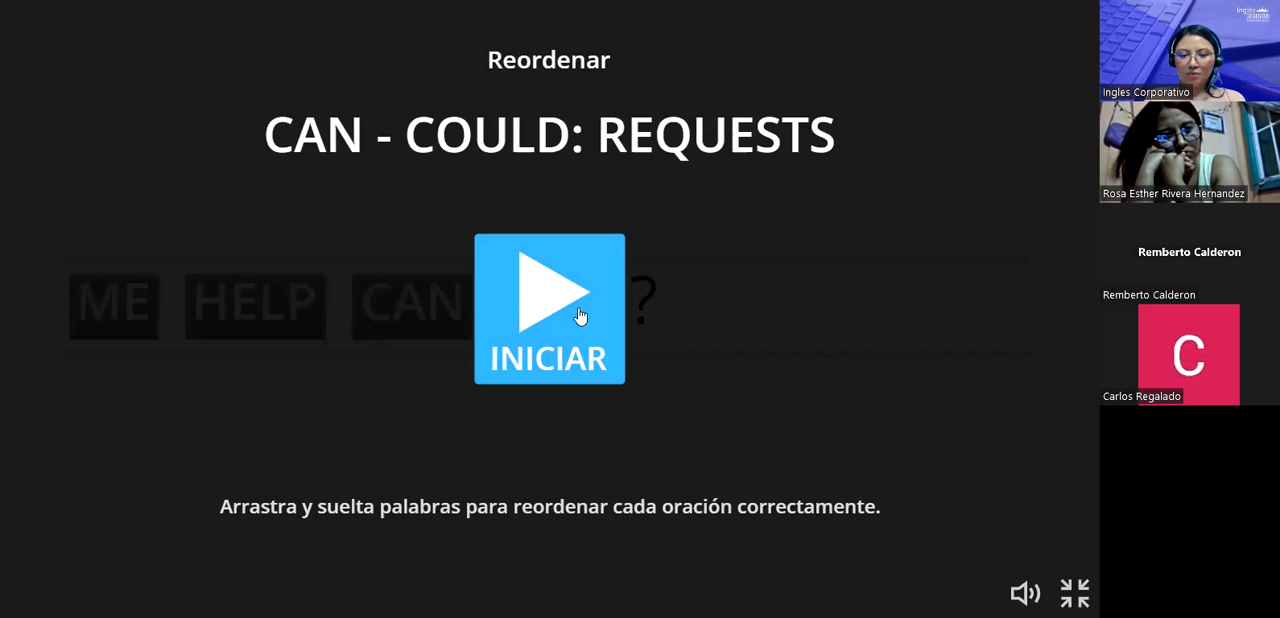 Reordenar
CAN - COULD: REQUESTS
ME HELP CAN ?
INICIAR
Arrastra y suelta palabras para reordenar cada oración correctamente.
Ingles Corporativo
Rosa Esther Rivera Hernandez
Remberto Calderon
Remberto Calderon
C
Carlos Regalado